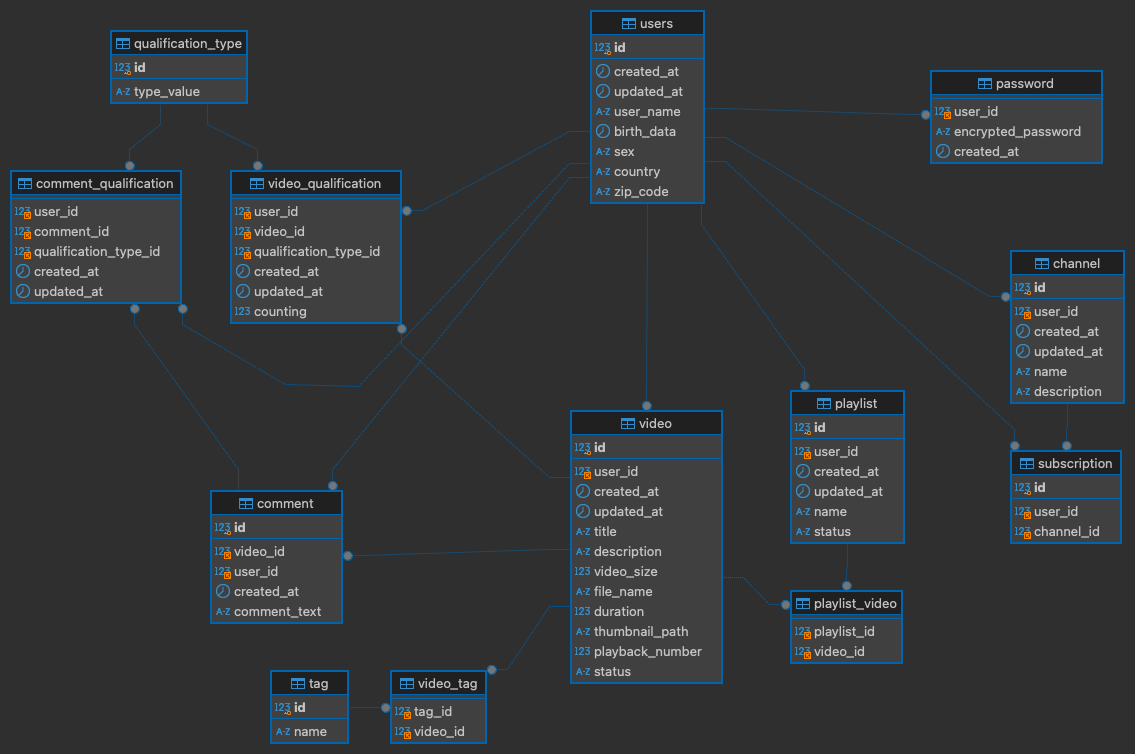 users
123 id
created_at
updated_at
A-Z user_name
birth_data
A-Z sex
A-Z country
A-Z zip_code
qualification_type
123 id
A-Z type_value
password
123 user_id
A-Z encrypted_password
created_at
comment_qualification
123 user_id
123 comment_id
123 qualification_type_id
created_at
updated_at
video_qualification
123 user_id
123 video_id
123 qualification_type_id
created_at
updated_at
123 counting
channel
123 id
123 user_id
created_at
updated_at
A-Z name
A-Z description
playlist
123 id
123 user_id
created_at
updated_at
A-Z name
A-Z status
video
123 id
123 user_id
created_at
updated_at
A-Z title
A-Z description
123 video_size
A-Z file_name
123 duration
A-Z thumbnail_path
123 playback_number
A-Z status
subscription
123 id
123 user_id
123 channel_id
comment
123 id
123 video_id
123 user_id
created_at
A-Z comment_text
playlist_video
123 playlist_id
123 video_id
tag
123 id
A-Z name
video_tag
123 tag_id
123 video_id